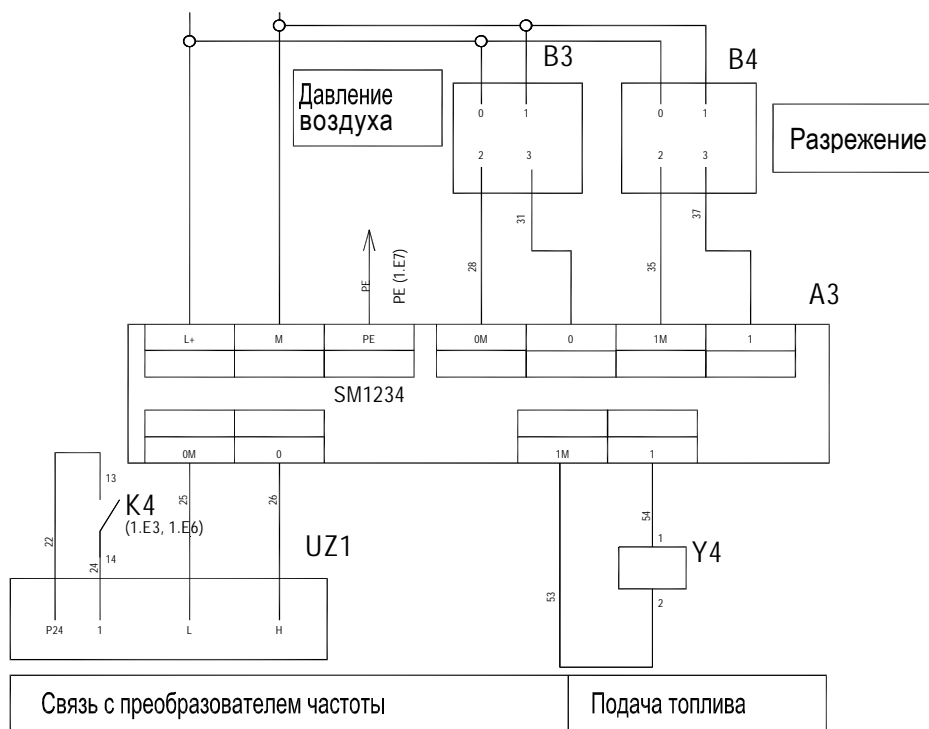 B3
B4
Давление
воздуха
0 1
0 1
Разрежение
2 3
2 3
31
37
28
35
PE
PE (1.E7)
A3
L+ M PE 0M 0 1M 1
SM1234
0M 0 1M 1
13
K4
(1.E3, 1.E6)
25
26
54
22
24
14
UZ1
1
Y4
53
2
P24 1 L H
Связь с преобразователем частоты
Подача топлива